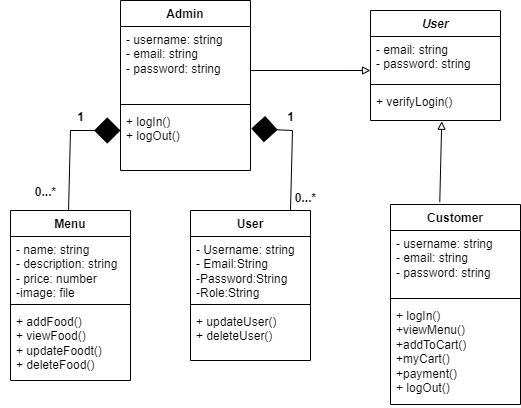 Admin
- username: string
- email: string
- password: string
+ logIn()
+ logOut()
User
- email: string
- password: string
+ verifyLogin()
1
1
0...*
0...*
Menu
- name: string
- description: string
- price: number
-image: file
+ addFood()
+ viewFood()
+ updateFoodt()
+ deleteFood()
User
- Username: string
- Email:String
-Password:String
-Role:String
+ updateUser()
+ deleteUser()
Customer
- username: string
- email: string
- password: string
+ logIn()
+viewMenu()
+addToCart()
+myCart()
+payment()
+ logOut()